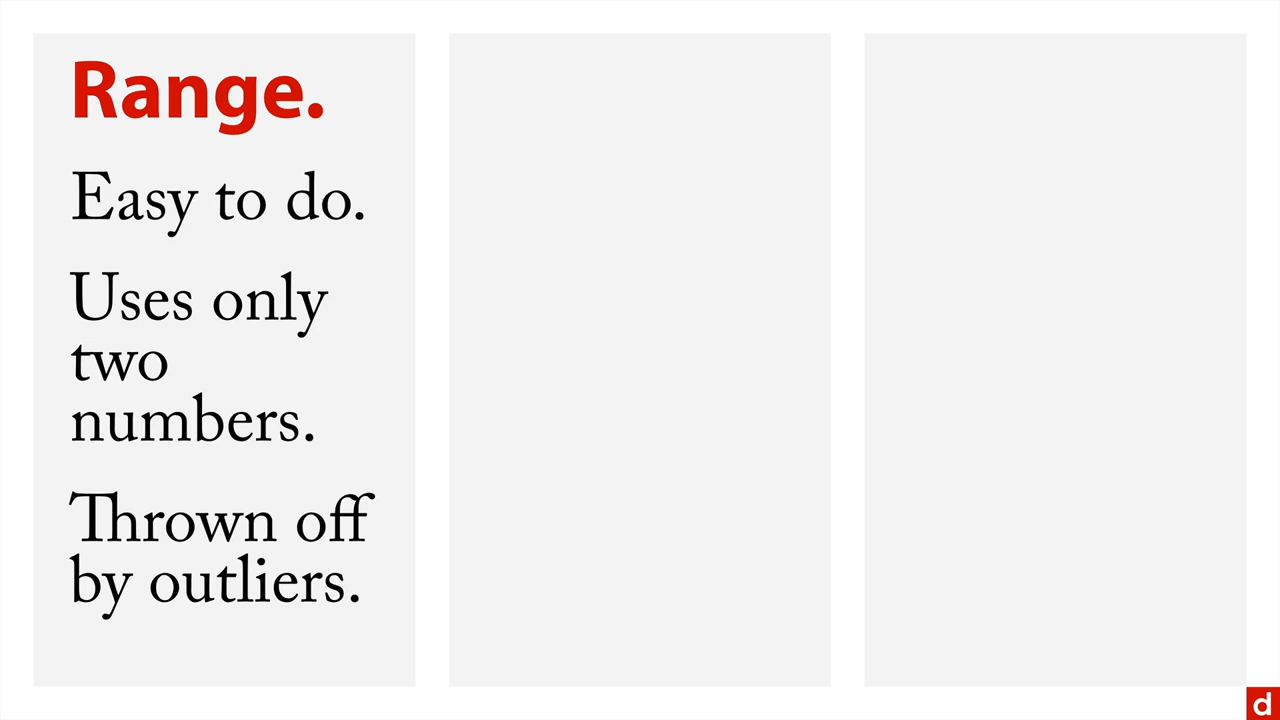 Range.
Easy to do.
Uses only
two
numbers.
Thrown off
by outliers.
d